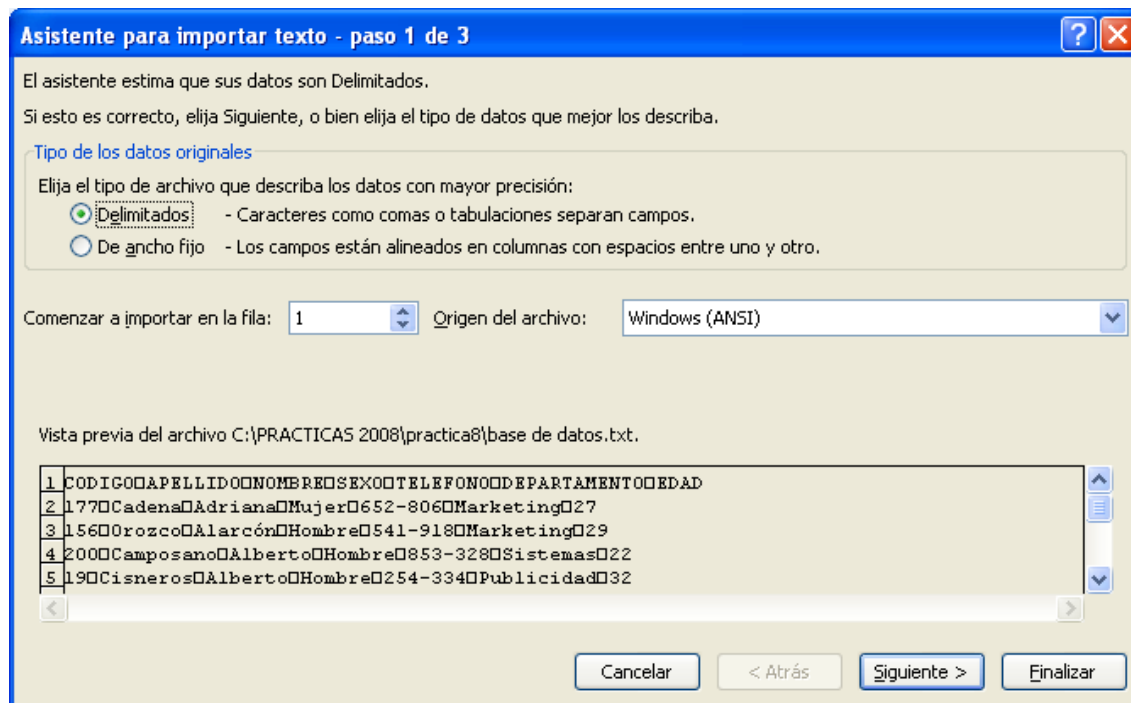 Asistente para importar texto - paso 1 de 3
El asistente estima que sus datos son Delimitados.
Si esto es correcto, elija Siguiente, o bien elija el tipo de datos que mejor los describa.
Tipo de los datos originales
Elija el tipo de archivo que describa los datos con mayor precisión:
Delimitados - Caracteres como comas o tabulaciones separan campos.
De ancho fijo - Los campos están alineados en columnas con espacios entre uno y otro.
Comenzar a importar en la fila: 1 Origen del archivo: Windows (ANSI)
Vista previa del archivo C:\PRACTICAS 2008\practica8\base de datos.txt.
1 CODIGO□APELLIDO□NOMBRE□SEXO□TELEFONO□DEPARTAMENTO□EDAD
2 177□Cadena□Adriana□Mujer□652-806□Marketing□27
3 156□Orozco□Alarcón□Hombre□541-918□Marketing□29
4 200□Camposano□Alberto□Hombre□853-328□Sistemas□22
5 19□Cisneros□Alberto□Hombre□254-334□Publicidad□32
Cancelar < Atrás Siguiente > Finalizar